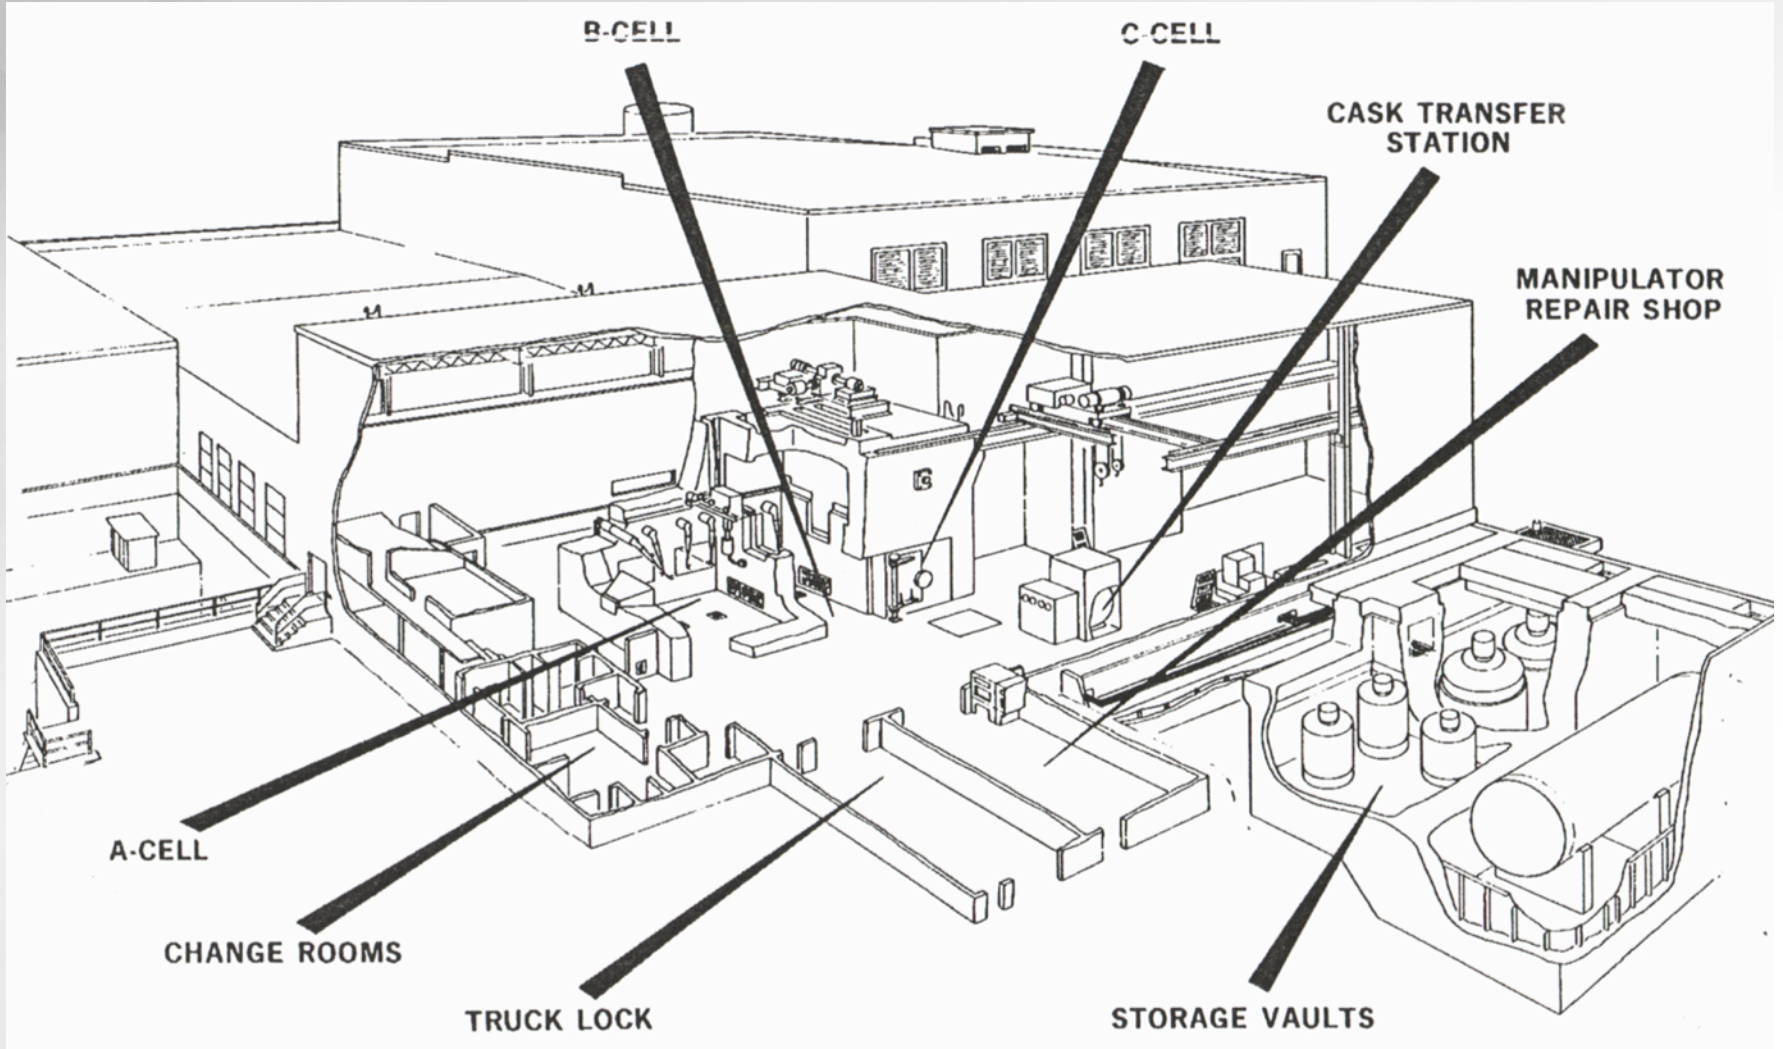 B-CELL
C-CELL
CASK TRANSFER
STATION
MANIPULATOR
REPAIR SHOP
A-CELL
CHANGE ROOMS
TRUCK LOCK
STORAGE VAULTS